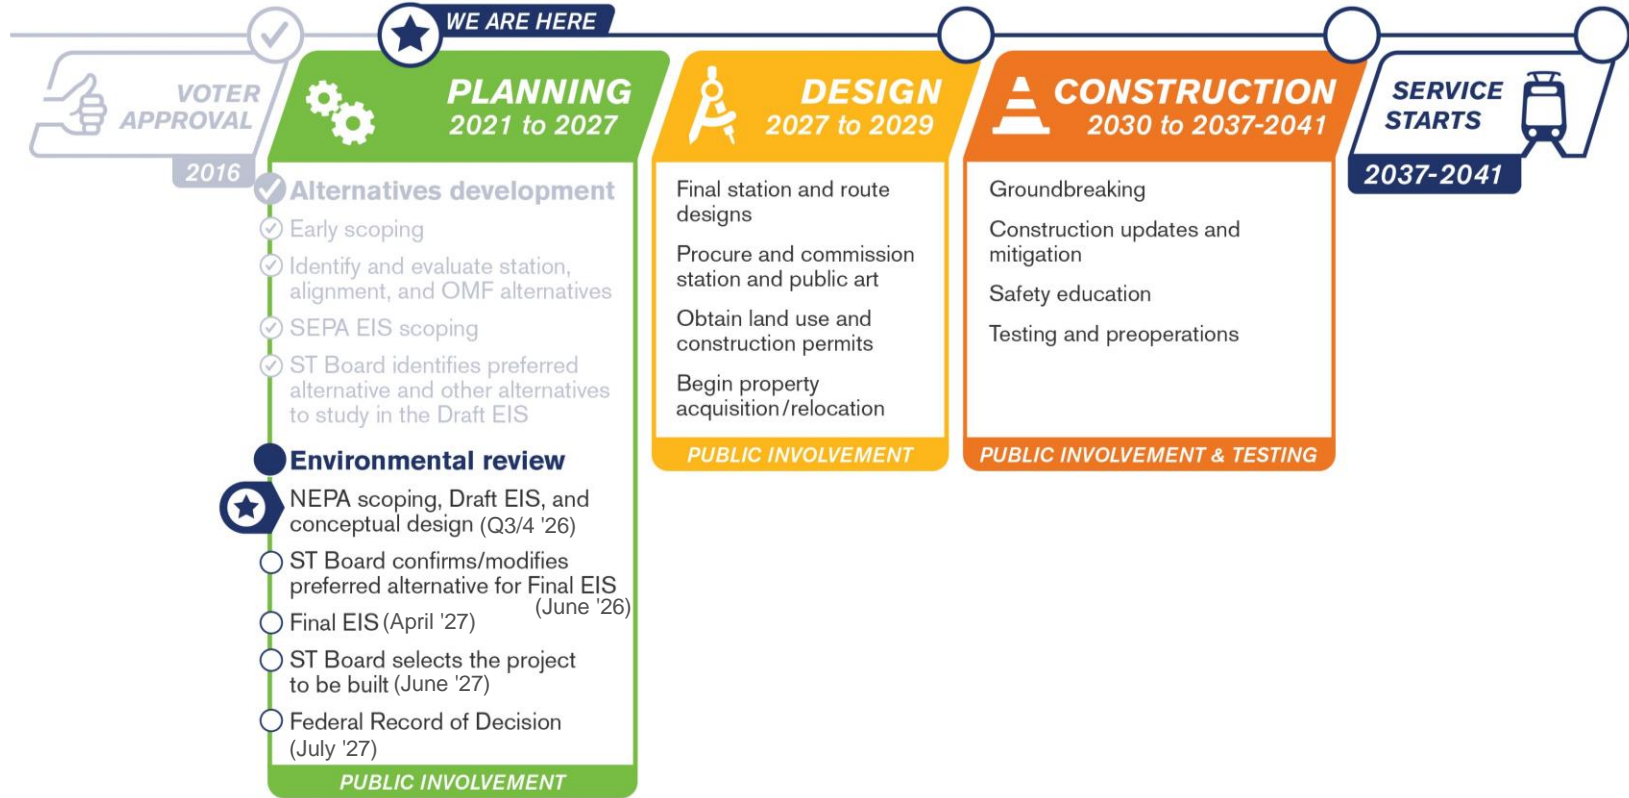 WE ARE HERE
VOTER
APPROVAL
2016
PLANNING
2021 to 2027
Alternatives development
Early scoping
Identify and evaluate station,
alignment, and OMF alternatives
SEPA EIS scoping
ST Board identifies preferred
alternative and other alternatives
to study in the Draft EIS
Environmental review
NEPA scoping, Draft EIS, and
conceptual design (Q3/4 '26)
ST Board confirms/modifies
preferred alternative for Final EIS
(June '26)
Final EIS (April '27)
ST Board selects the project
to be built (June '27)
Federal Record of Decision
(July '27)
PUBLIC INVOLVEMENT
DESIGN
2027 to 2029
Final station and route
designs
Procure and commission
station and public art
Obtain land use and
construction permits
Begin property
acquisition/relocation
PUBLIC INVOLVEMENT
CONSTRUCTION
2030 to 2037-2041
Groundbreaking
Construction updates and
mitigation
Safety education
Testing and preoperations
PUBLIC INVOLVEMENT & TESTING
SERVICE
STARTS
2037-2041